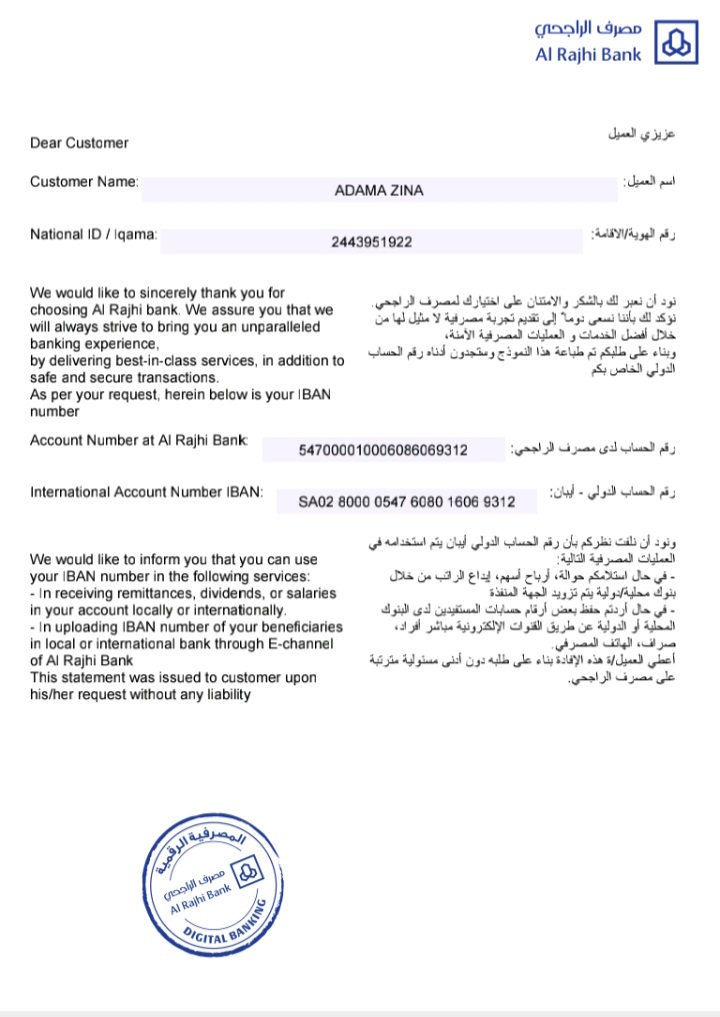 مصرف الراجحي
Al Rajhi Bank
Dear Customer
عزيزي العميل
Customer Name:
ADAMA ZINA
اسم العميل:
National ID / Iqama:
2443951922
رقم الهوية/الاقامة:
We would like to sincerely thank you for
choosing Al Rajhi bank. We assure you that we
will always strive to bring you an unparalleled
banking experience,
by delivering best-in-class services, in addition to
safe and secure transactions.
As per your request, herein below is your IBAN
number
نود أن نعبر لك بالشكر والامتنان على اختيارك لمصرف الراجحي.
نؤكد لك بأننا نسعى دوماً إلى تقديم تجربة مصرفية لا مثيل لها من
خلال أفضل الخدمات و العمليات المصرفية الآمنة،
وبناء على طلبكم تم طباعة هذا النموذج وستجدون أدناه رقم الحساب
الدولي الخاص بكم
Account Number at Al Rajhi Bank:
547000010006086069312
رقم الحساب لدى مصرف الراجحي:
International Account Number IBAN:
SA02 8000 0547 6080 1606 9312
رقم الحساب الدولي - أيبان:
We would like to inform you that you can use
your IBAN number in the following services:
- In receiving remittances, dividends, or salaries
in your account locally or internationally.
- In uploading IBAN number of your beneficiaries
in local or international bank through E-channel
of Al Rajhi Bank
This statement was issued to customer upon
his/her request without any liability
ونود أن نلفت نظركم بأن رقم الحساب الدولي أيبان يتم استخدامه في
العمليات المصرفية التالية:
- في حال استلامكم حوالة، أرباح أسهم، إيداع الراتب من خلال
بنوك محلية/دولية يتم تزويد الجهة المنفذة
- في حال أردتم حفظ بعض أرقام حسابات المستفيدين لدى البنوك
المحلية أو الدولية عن طريق القنوات الإلكترونية مباشر أفراد،
صراف، الهاتف المصرفي.
أعطي العميل/ة هذه الإفادة بناء على طلبه دون أدنى مسئولية مترتبة
على مصرف الراجحي.
المصرفية الرقمية
مصرف الراجحي
Al Rajhi Bank
DIGITAL BANKING